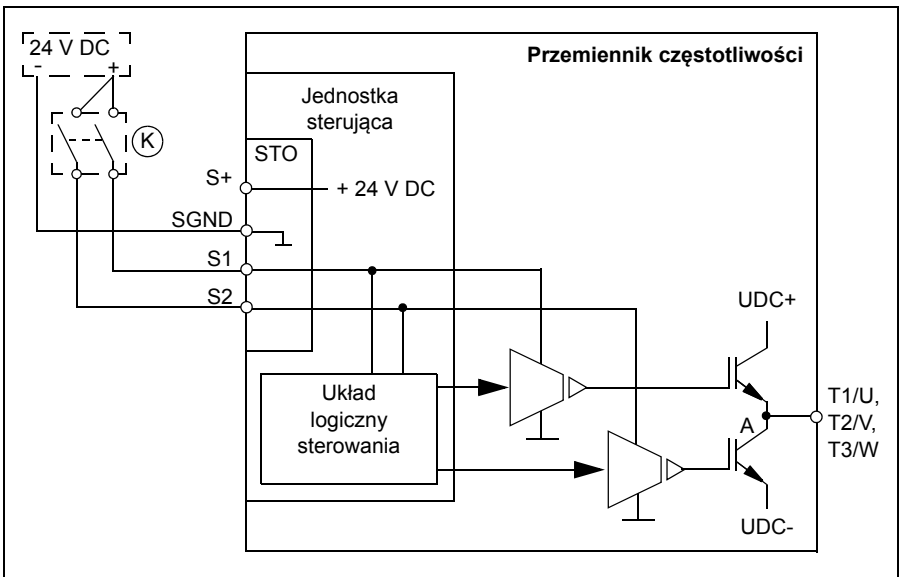 24 V DC
- +
Przemiennik częstotliwości
Jednostka
sterująca
K
STO
S+
+ 24 V DC
SGND
S1
S2
UDC+
Układ
logiczny
sterowania
A
T1/U,
T2/V,
T3/W
UDC-